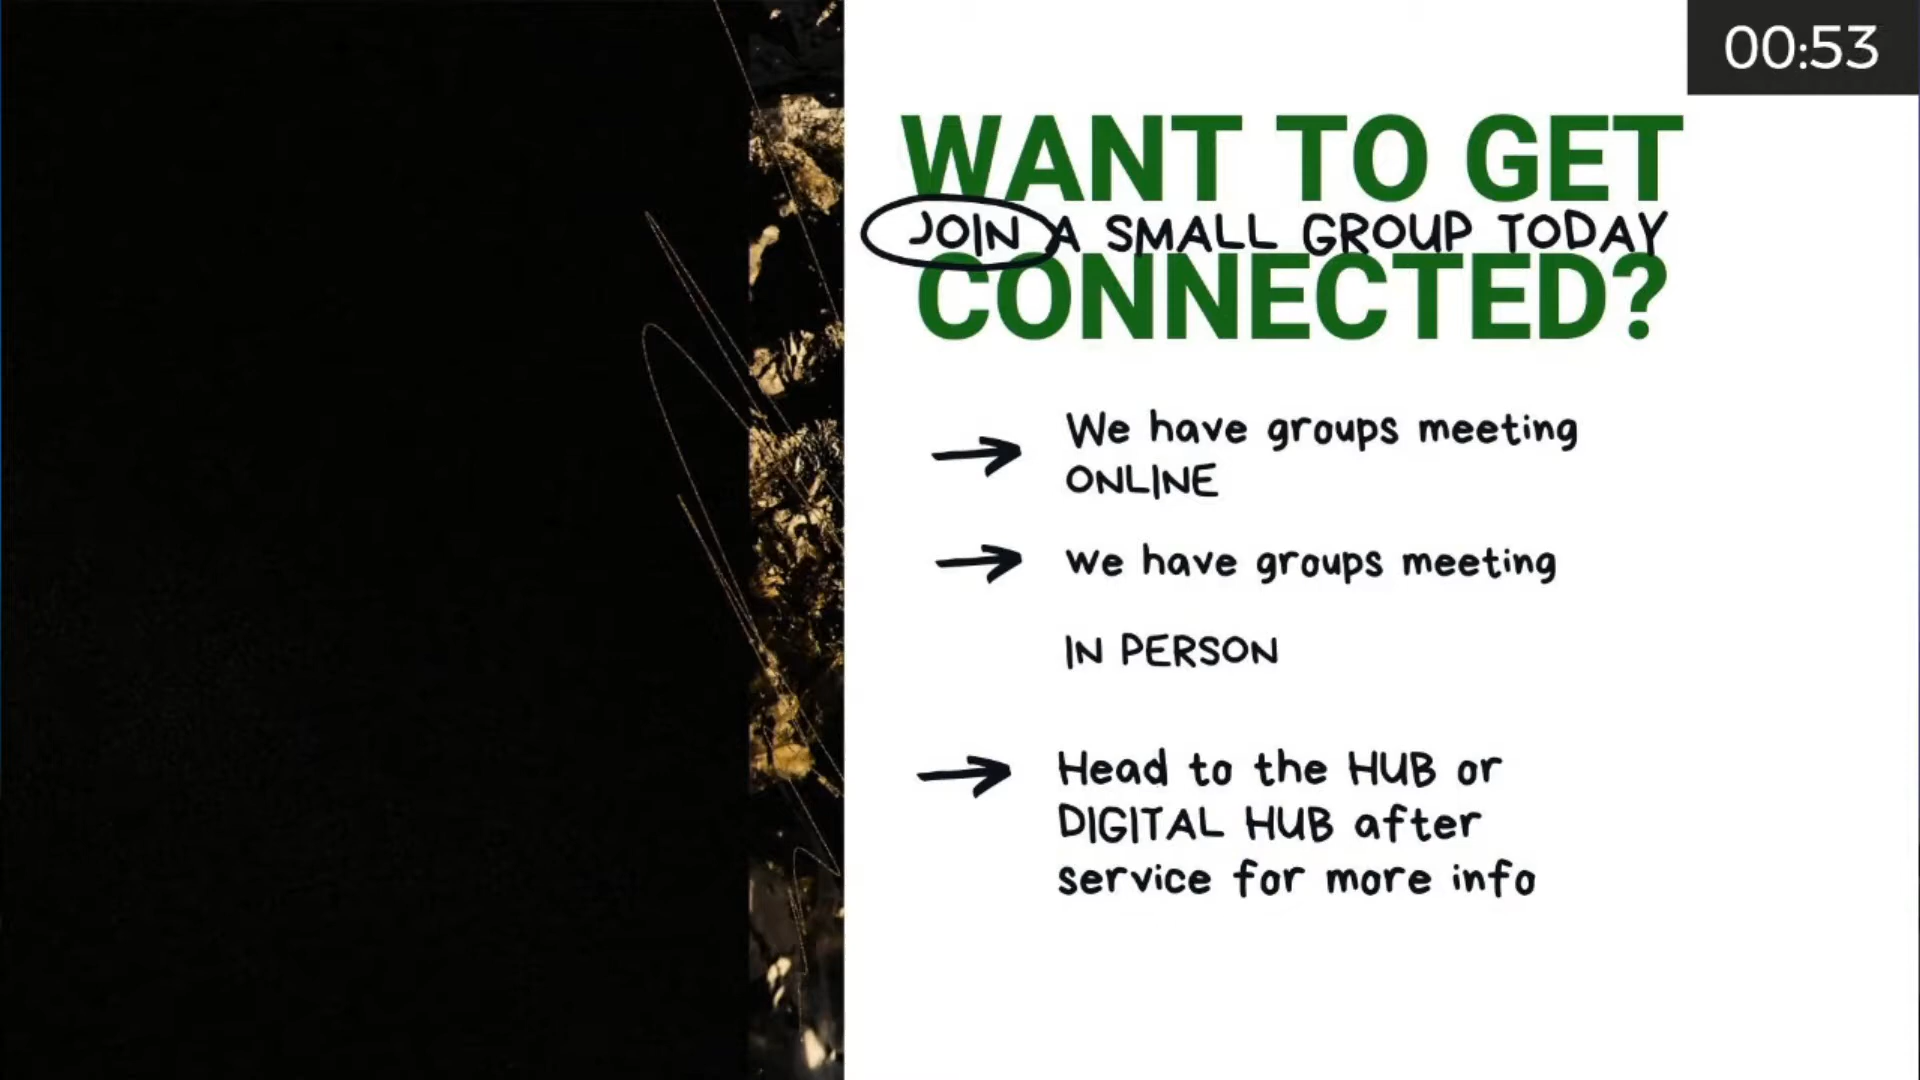 00:53
WANT TO GET
JOIN A SMALL GROUP TODAY
CONNECTED?
We have groups meeting
ONLINE
we have groups meeting
IN PERSON
Head to the HUB or
DIGITAL HUB after
service for more info